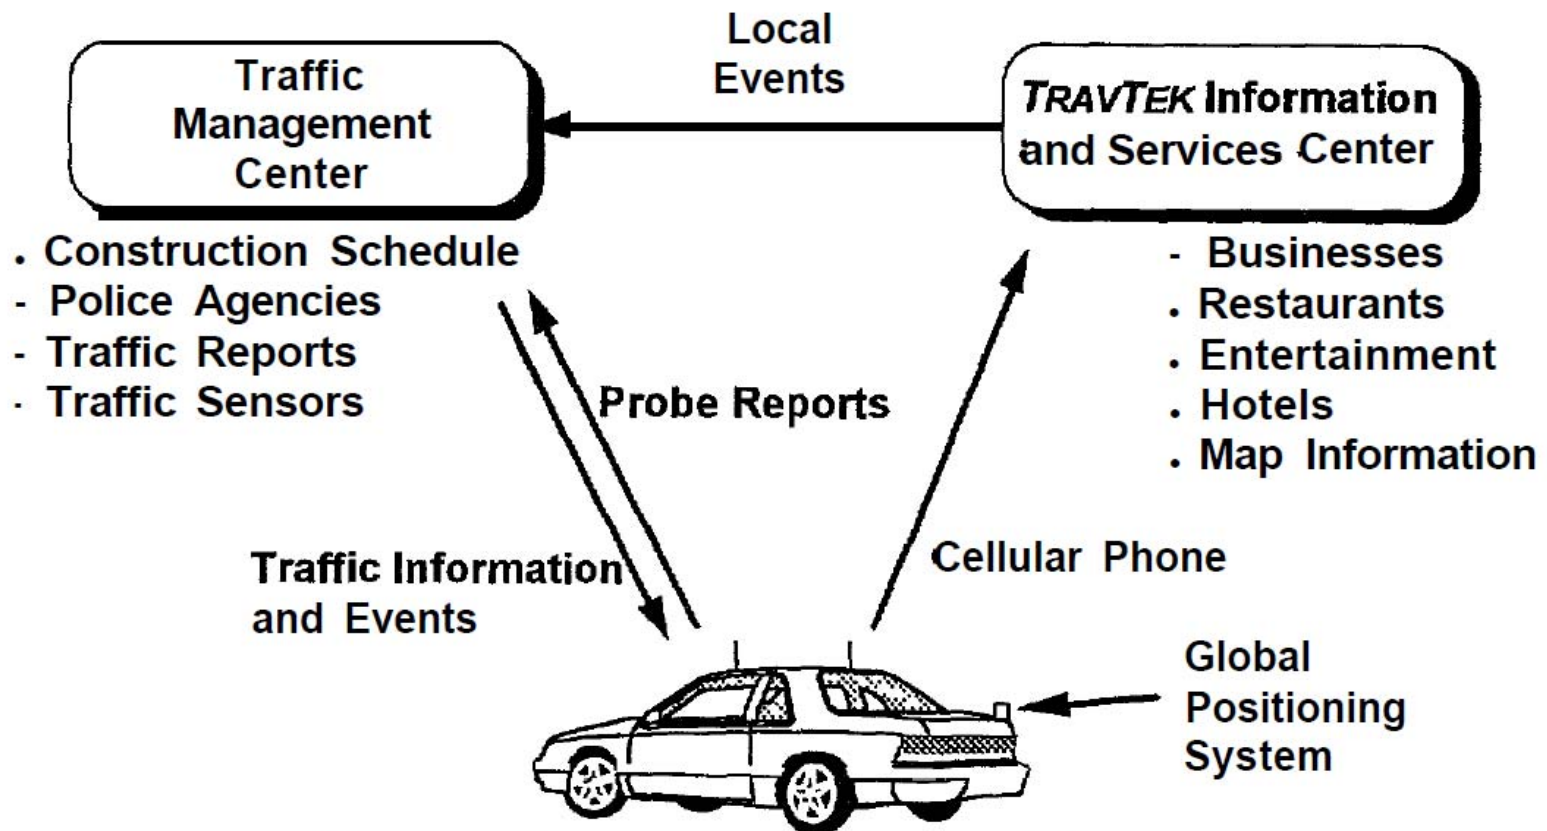 Local
Events
Traffic
Management
Center
TRAVTEK Information
and Services Center
. Construction Schedule
- Police Agencies
- Traffic Reports
- Traffic Sensors
- Businesses
. Restaurants
. Entertainment
. Hotels
. Map Information
Probe Reports
Traffic Information
and Events
Cellular Phone
Global
Positioning
System